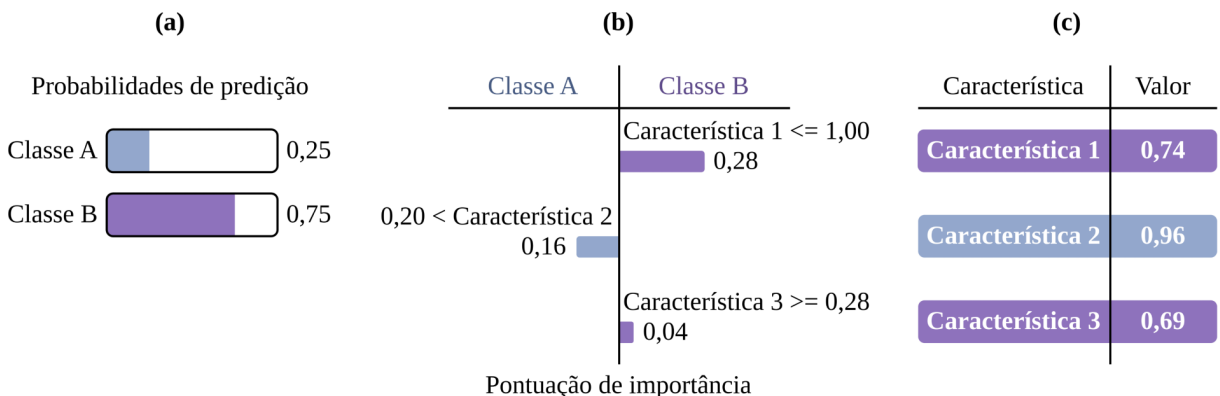 (a)
Probabilidades de predição
Classe A 0,25
Classe B 0,75
(b)
Classe A Classe B
Característica 1 <= 1,00
0,28
0,20 < Característica 2
0,16
Característica 3 >= 0,28
0,04
Pontuação de importância
(c)
Característica Valor
Característica 1 0,74
Característica 2 0,96
Característica 3 0,69